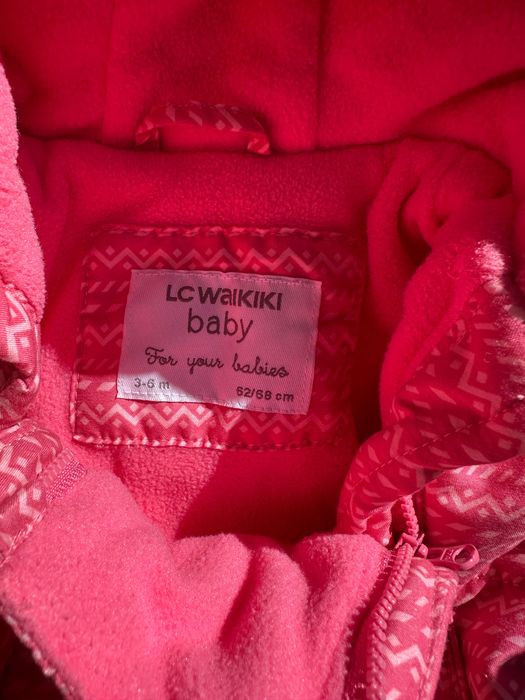 LC WAIKIKI
baby
For your babies
3-6 m 62/68 cm